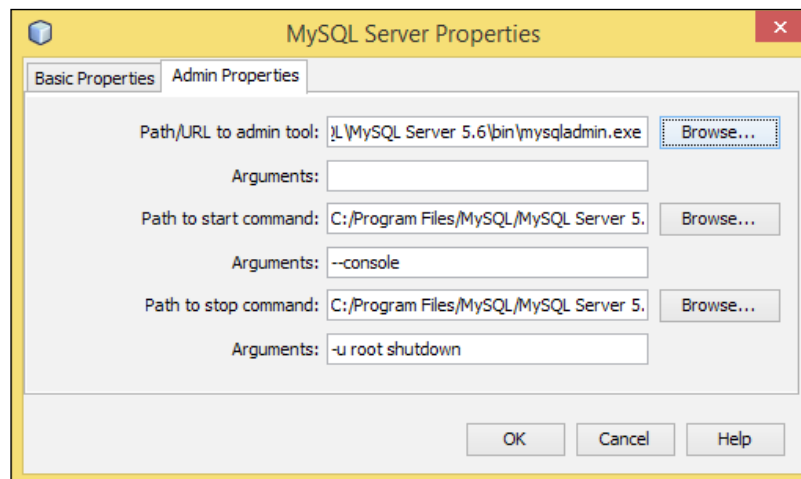 MySQL Server Properties
Basic Properties Admin Properties
Path/URL to admin tool: L\MySQL Server 5.6\bin\mysqladmin.exe Browse...
Arguments:
Path to start command: C:/Program Files/MySQL/MySQL Server 5. Browse...
Arguments: --console
Path to stop command: C:/Program Files/MySQL/MySQL Server 5. Browse...
Arguments: -u root shutdown
OK Cancel Help